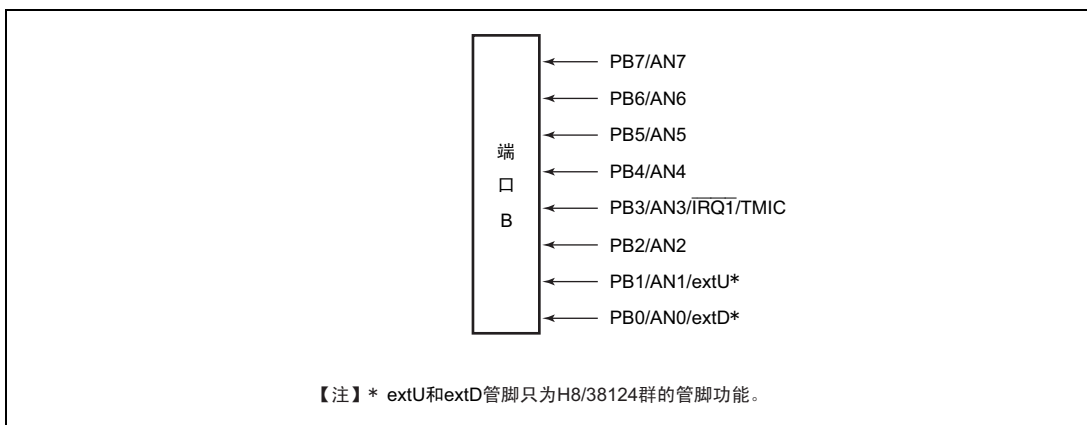 PB7/AN7
PB6/AN6
PB5/AN5
PB4/AN4
PB3/AN3/I̅R̅Q̅1̅/TMIC
PB2/AN2
PB1/AN1/extU*
PB0/AN0/extD*
端
口
B
【注】* extU和extD管脚只为H8/38124群的管脚功能。